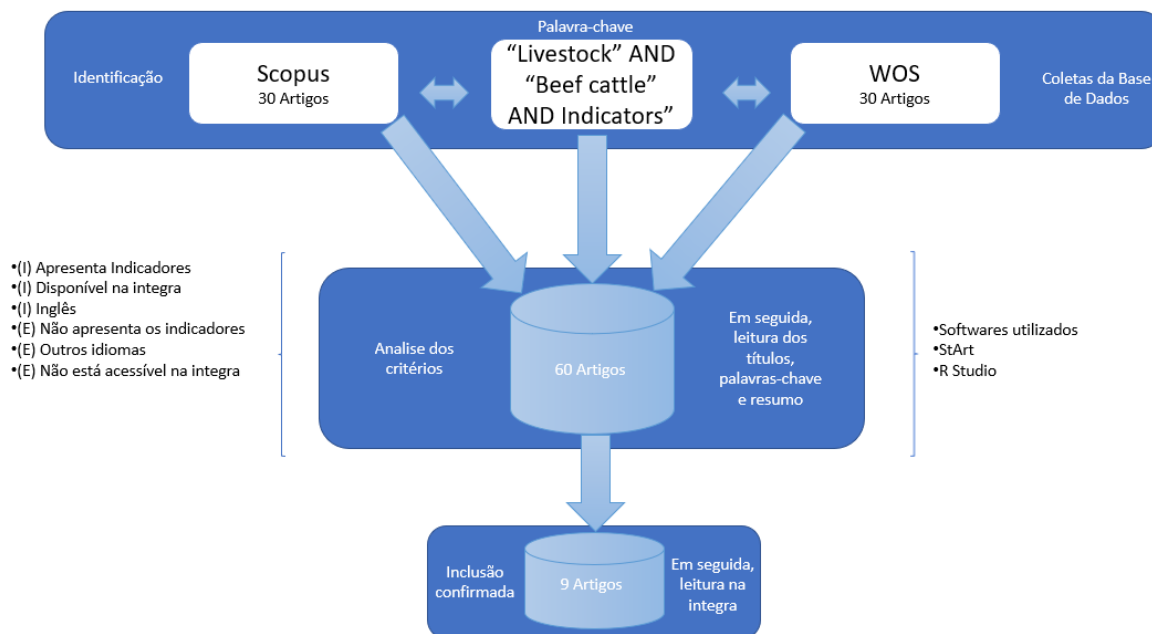 Palavra-chave
Identificação
Scopus
30 Artigos
“Livestock” AND
“Beef cattle”
AND Indicators”
WOS
30 Artigos
Coletas da Base
de Dados
•(I) Apresenta Indicadores
•(I) Disponível na integra
•(I) Inglês
•(E) Não apresenta os indicadores
•(E) Outros idiomas
•(E) Não está acessível na integra
Analise dos
critérios
60 Artigos
Em seguida,
leitura dos
títulos,
palavras-chave
e resumo
•Softwares utilizados
•StArt
•R Studio
Inclusão
confirmada
9 Artigos
Em seguida,
leitura na
integra